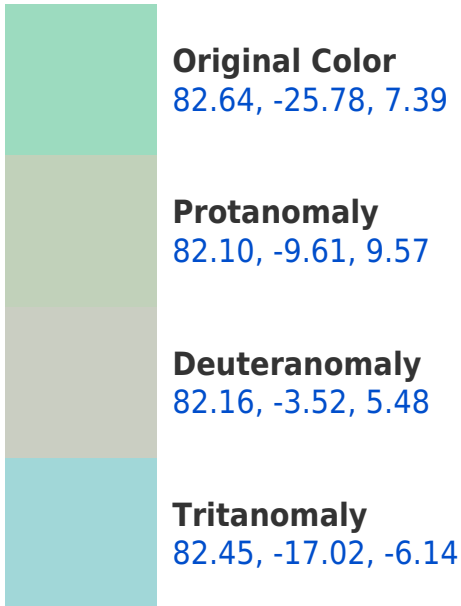 Original Color
82.64, -25.78, 7.39
Protanomaly
82.10, -9.61, 9.57
Deuteranomaly
82.16, -3.52, 5.48
Tritanomaly
82.45, -17.02, -6.14